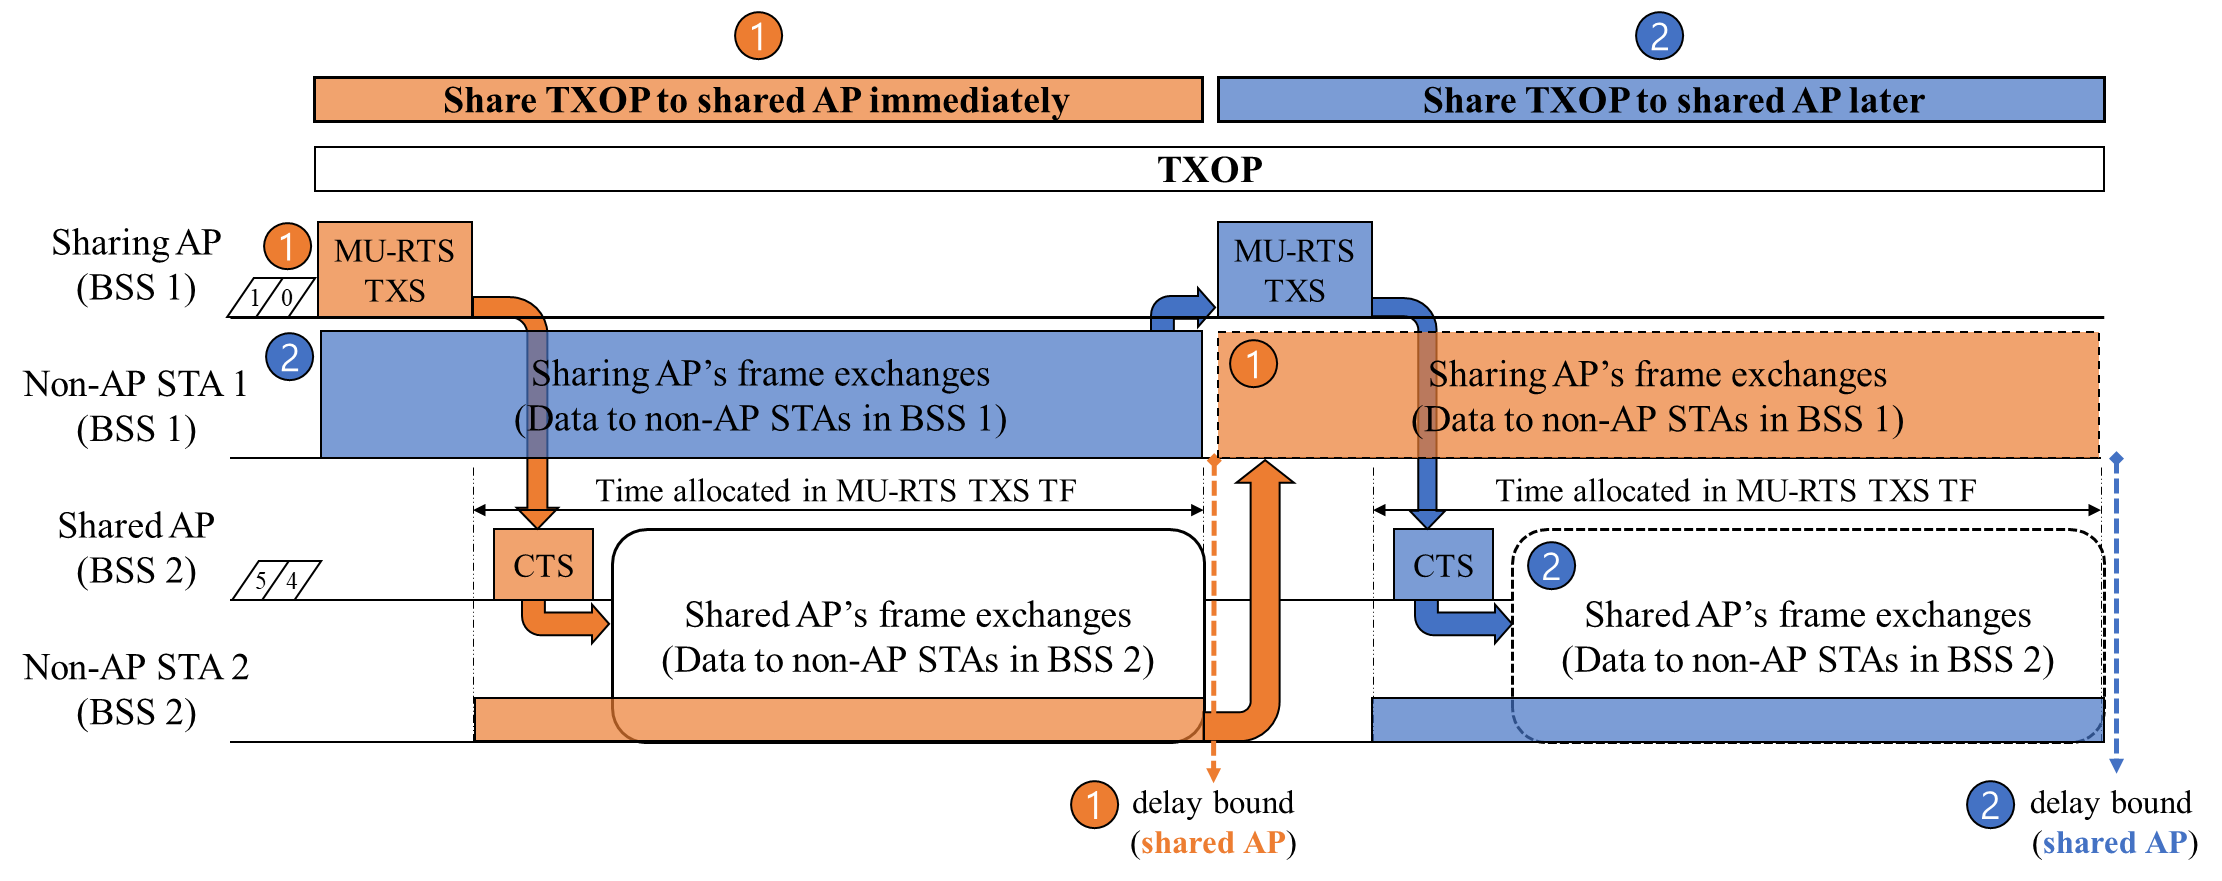 1
2
Share TXOP to shared AP immediately
Share TXOP to shared AP later
TXOP
Sharing AP
(BSS 1)
1 0
1
MU-RTS
TXS
MU-RTS
TXS
2
Non-AP STA 1
(BSS 1)
Sharing AP's frame exchanges
(Data to non-AP STAs in BSS 1)
1
Sharing AP's frame exchanges
(Data to non-AP STAs in BSS 1)
Time allocated in MU-RTS TXS TF
Time allocated in MU-RTS TXS TF
Shared AP
(BSS 2)
5 4
CTS
CTS
2
Shared AP's frame exchanges
(Data to non-AP STAs in BSS 2)
Shared AP's frame exchanges
(Data to non-AP STAs in BSS 2)
Non-AP STA 2
(BSS 2)
1
delay bound
(shared AP)
2
delay bound
(shared AP)